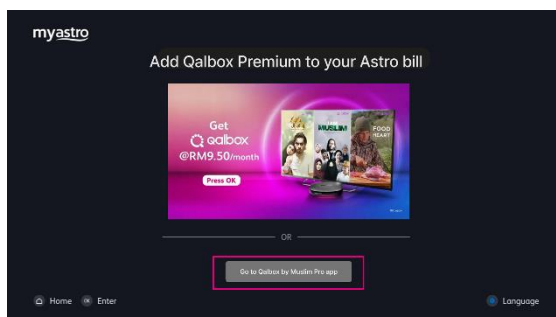 myastro
Add Qalbox Premium to your Astro bill
Get
Qalbox
@RM9.50/month
Press OK
MUSLIM
FOOD
HEART
OR
Go to Qalbox by Muslim Pro app
Home
OK Enter
Language